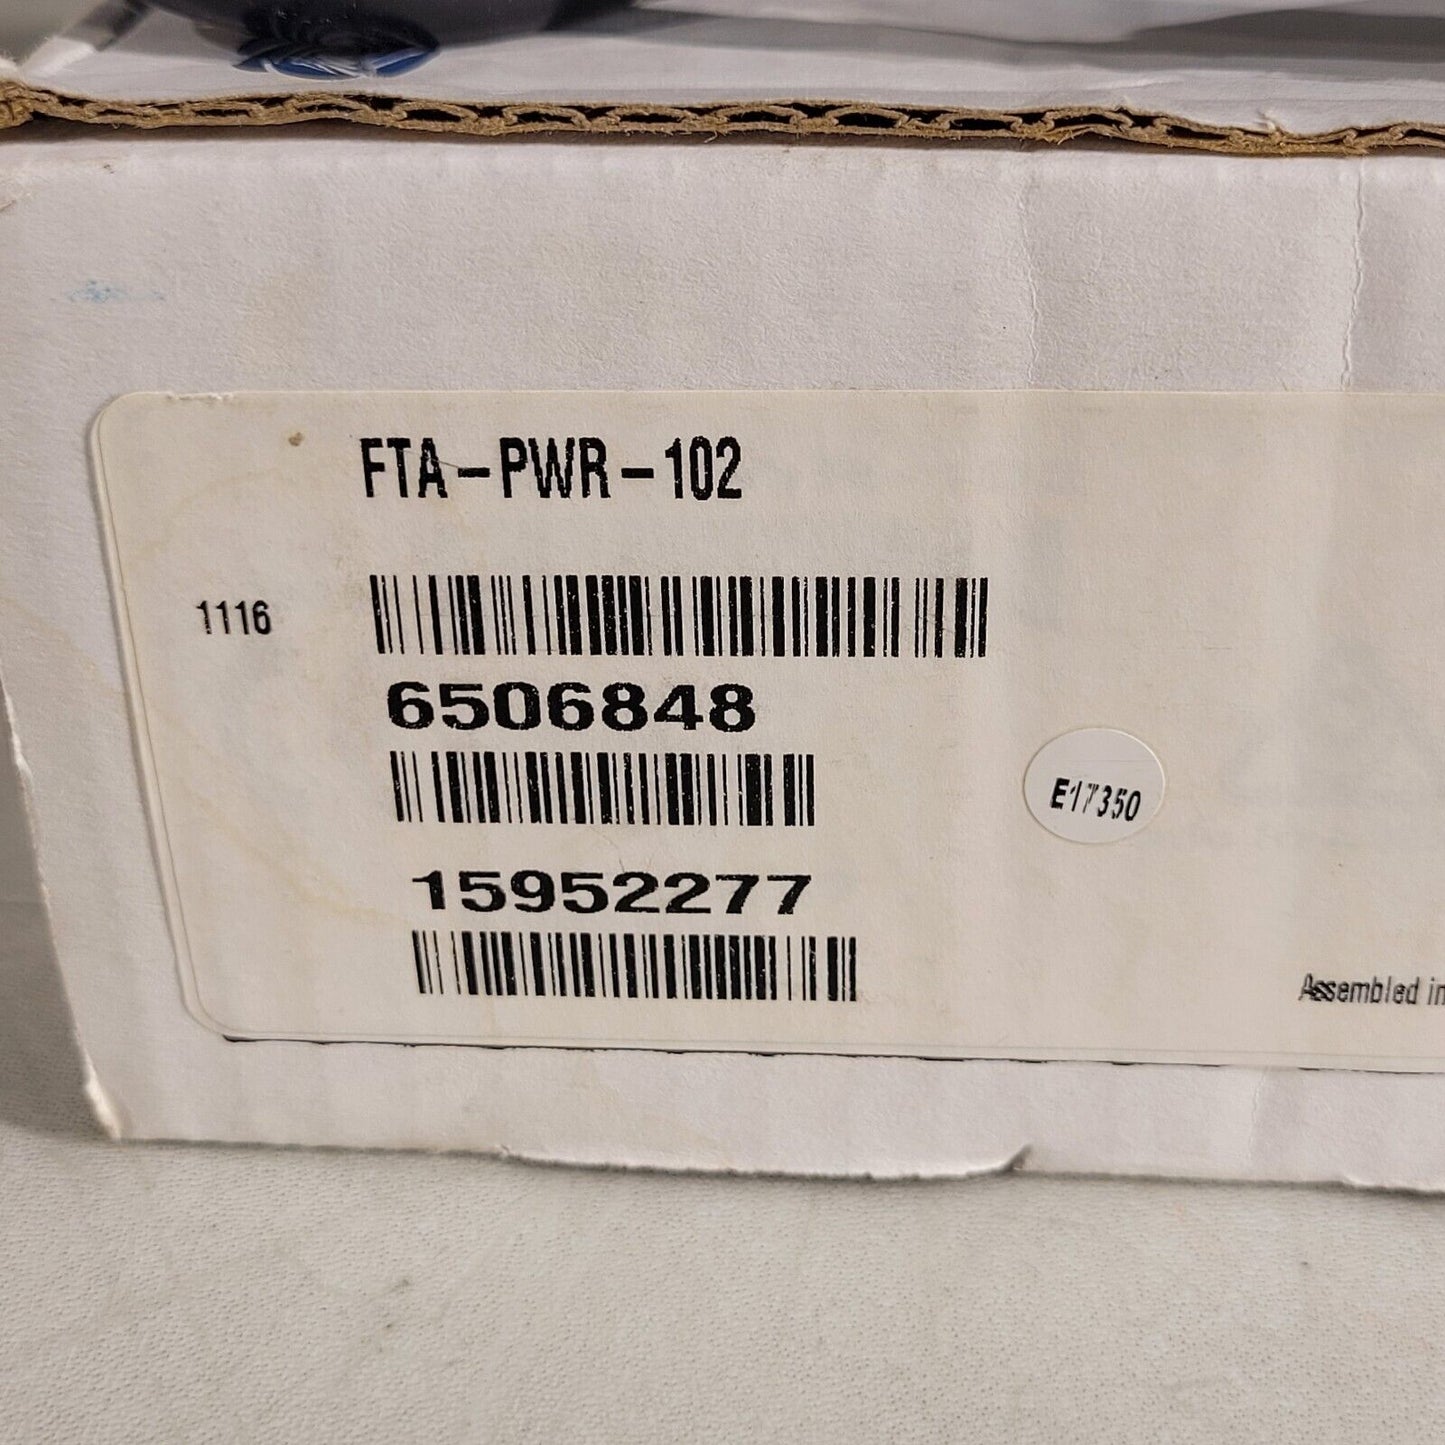 FTA-PWR-102
1116
6506848
E17350
15952277
Assembled in